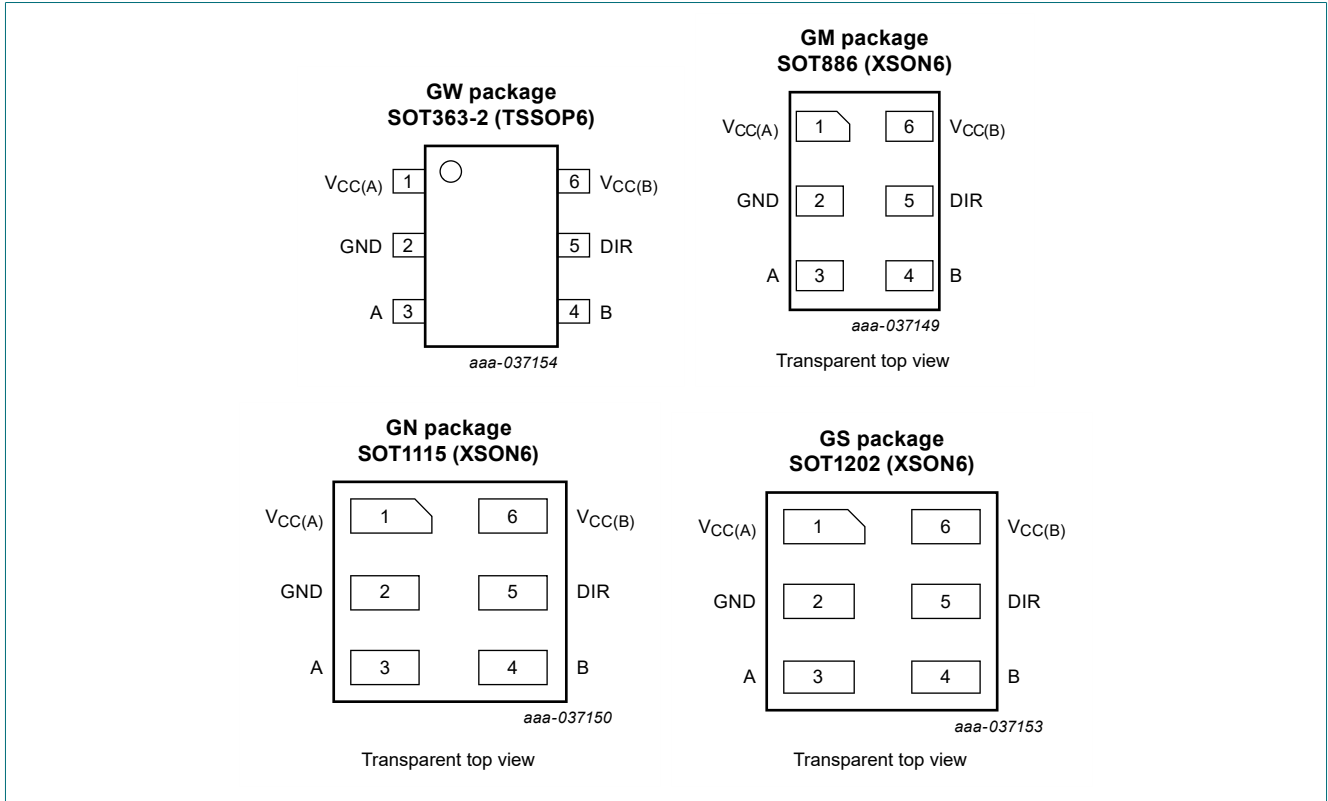 GW package
SOT363-2 (TSSOP6)
VCC(A) 1 6 VCC(B)
GND 2 5 DIR
A 3 4 B
aaa-037154
GM package
SOT886 (XSON6)
VCC(A) 1 6 VCC(B)
GND 2 5 DIR
A 3 4 B
aaa-037149
Transparent top view
GN package
SOT1115 (XSON6)
VCC(A) 1 6 VCC(B)
GND 2 5 DIR
A 3 4 B
aaa-037150
Transparent top view
GS package
SOT1202 (XSON6)
VCC(A) 1 6 VCC(B)
GND 2 5 DIR
A 3 4 B
aaa-037153
Transparent top view